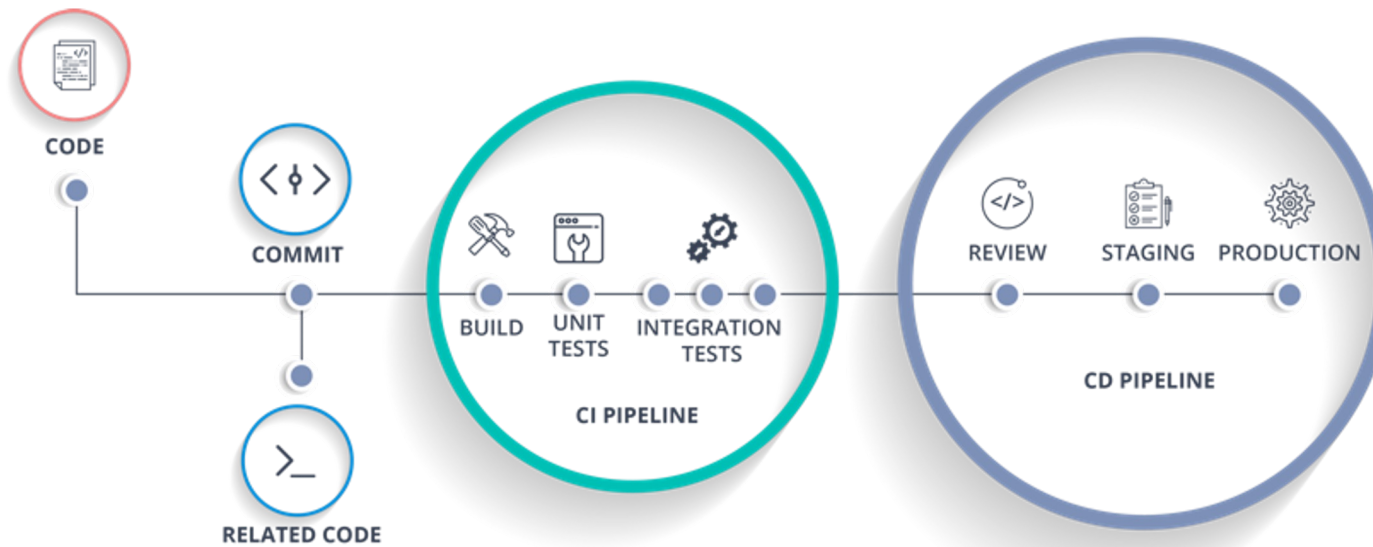 CODE
COMMIT
RELATED CODE
BUILD
UNIT
TESTS
INTEGRATION
TESTS
CI PIPELINE
REVIEW
STAGING
PRODUCTION
CD PIPELINE